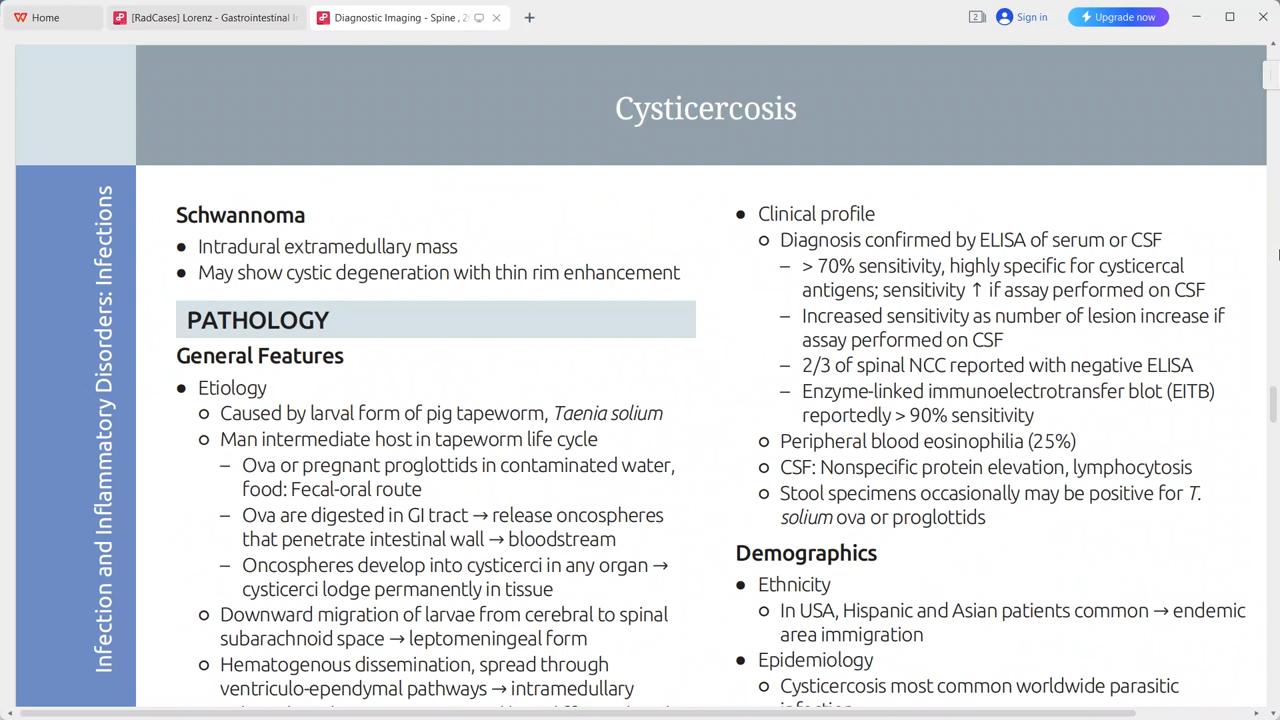 Home
[RadCases] Lorenz - Gastrointestinal
Diagnostic Imaging - Spine , 2
2
Sign in
Upgrade now
Cysticercosis
Infection and Inflammatory Disorders: Infections
Schwannoma
● Intradural extramedullary mass
● May show cystic degeneration with thin rim enhancement
PATHOLOGY
General Features
● Etiology
○ Caused by larval form of pig tapeworm, Taenia solium
○ Man intermediate host in tapeworm life cycle
– Ova or pregnant proglottids in contaminated water,
food: Fecal-oral route
– Ova are digested in GI tract → release oncospheres
that penetrate intestinal wall → bloodstream
– Oncospheres develop into cysticerci in any organ →
cysticerci lodge permanently in tissue
○ Downward migration of larvae from cerebral to spinal
subarachnoid space → leptomeningeal form
○ Hematogenous dissemination, spread through
ventriculo-ependymal pathways → intramedullary
● Clinical profile
○ Diagnosis confirmed by ELISA of serum or CSF
– > 70% sensitivity, highly specific for cysticercal
antigens; sensitivity ↑ if assay performed on CSF
– Increased sensitivity as number of lesion increase if
assay performed on CSF
– 2/3 of spinal NCC reported with negative ELISA
– Enzyme-linked immunoelectrotransfer blot (EITB)
reportedly > 90% sensitivity
○ Peripheral blood eosinophilia (25%)
○ CSF: Nonspecific protein elevation, lymphocytosis
○ Stool specimens occasionally may be positive for T.
solium ova or proglottids
Demographics
● Ethnicity
○ In USA, Hispanic and Asian patients common → endemic
area immigration
● Epidemiology
○ Cysticercosis most common worldwide parasitic